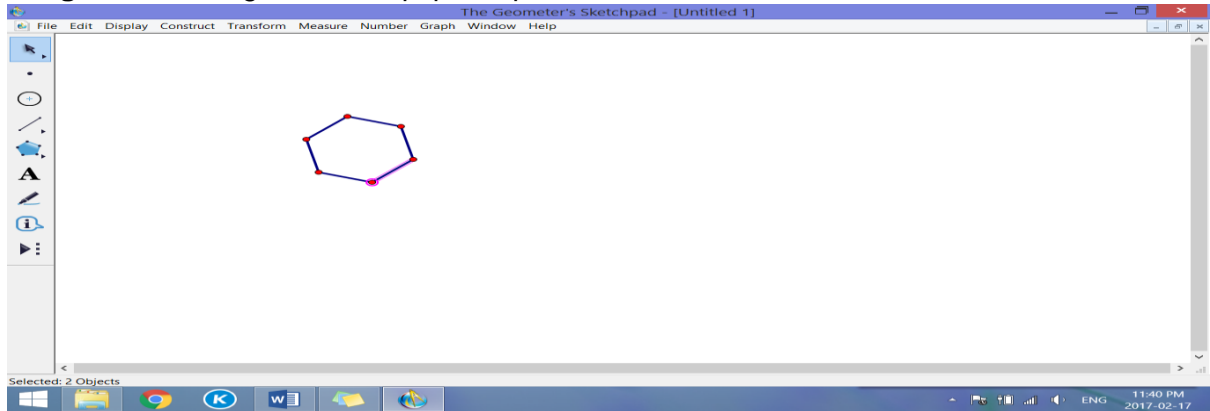 The Geometer's Sketchpad - [Untitled 1]
File Edit Display Construct Transform Measure Number Graph Window Help
A
Selected: 2 Objects
K
W
ENG
11:40 PM
2017-02-17